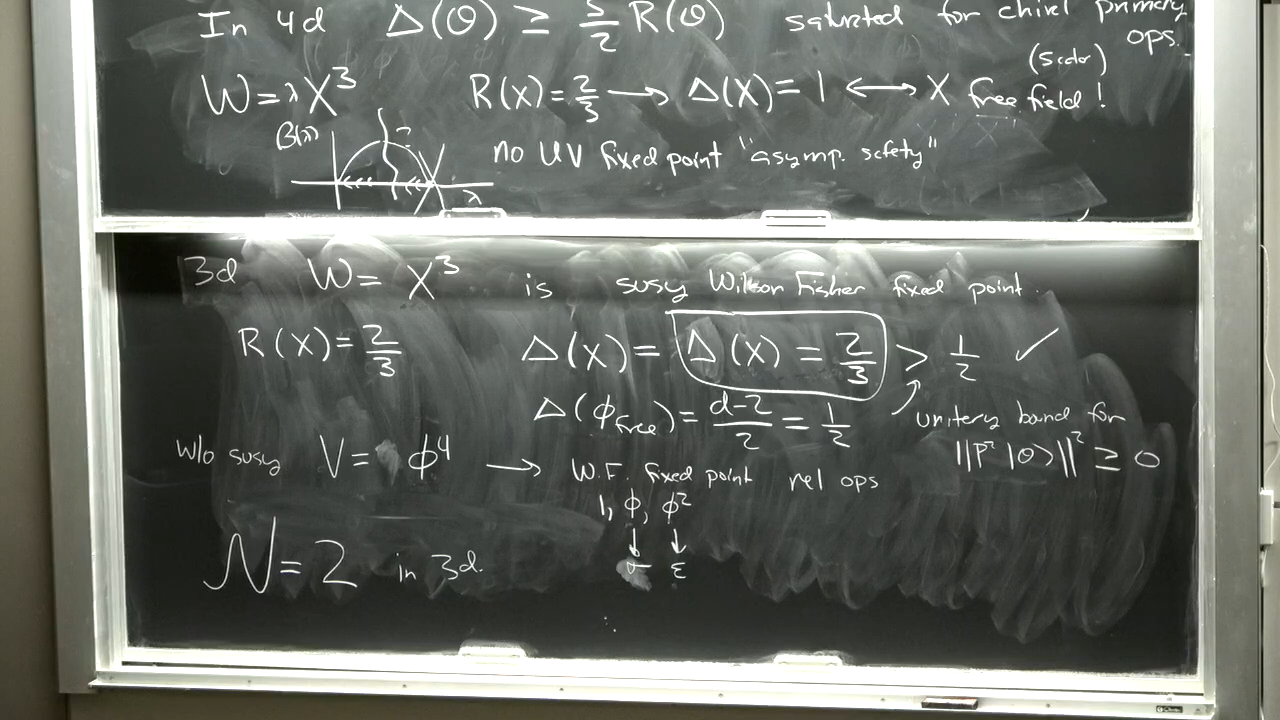 In 4d Δ(O) ≥ 3/2 R(O) saturated for chiral primary ops.
(scalar)
W = λX³ R(X) = 2/3 → Δ(X) = 1 ↔ X free field!
β(λ) λ no UV fixed point "asymp. safety"
3d W = X³ is susy Wilson Fisher fixed point.
R(X) = 2/3 Δ(X) = Δ(X) = 2/3 > 1/2 ✓
Δ(ϕ_free) = d-2/2 = 1/2 unitary bound for
w/o susy V = ϕ⁴ → W.F. fixed point rel ops ||P²|O>||² ≥ 0
1, ϕ, ϕ²
↓ ↓
σ ε
N = 2 in 3d.